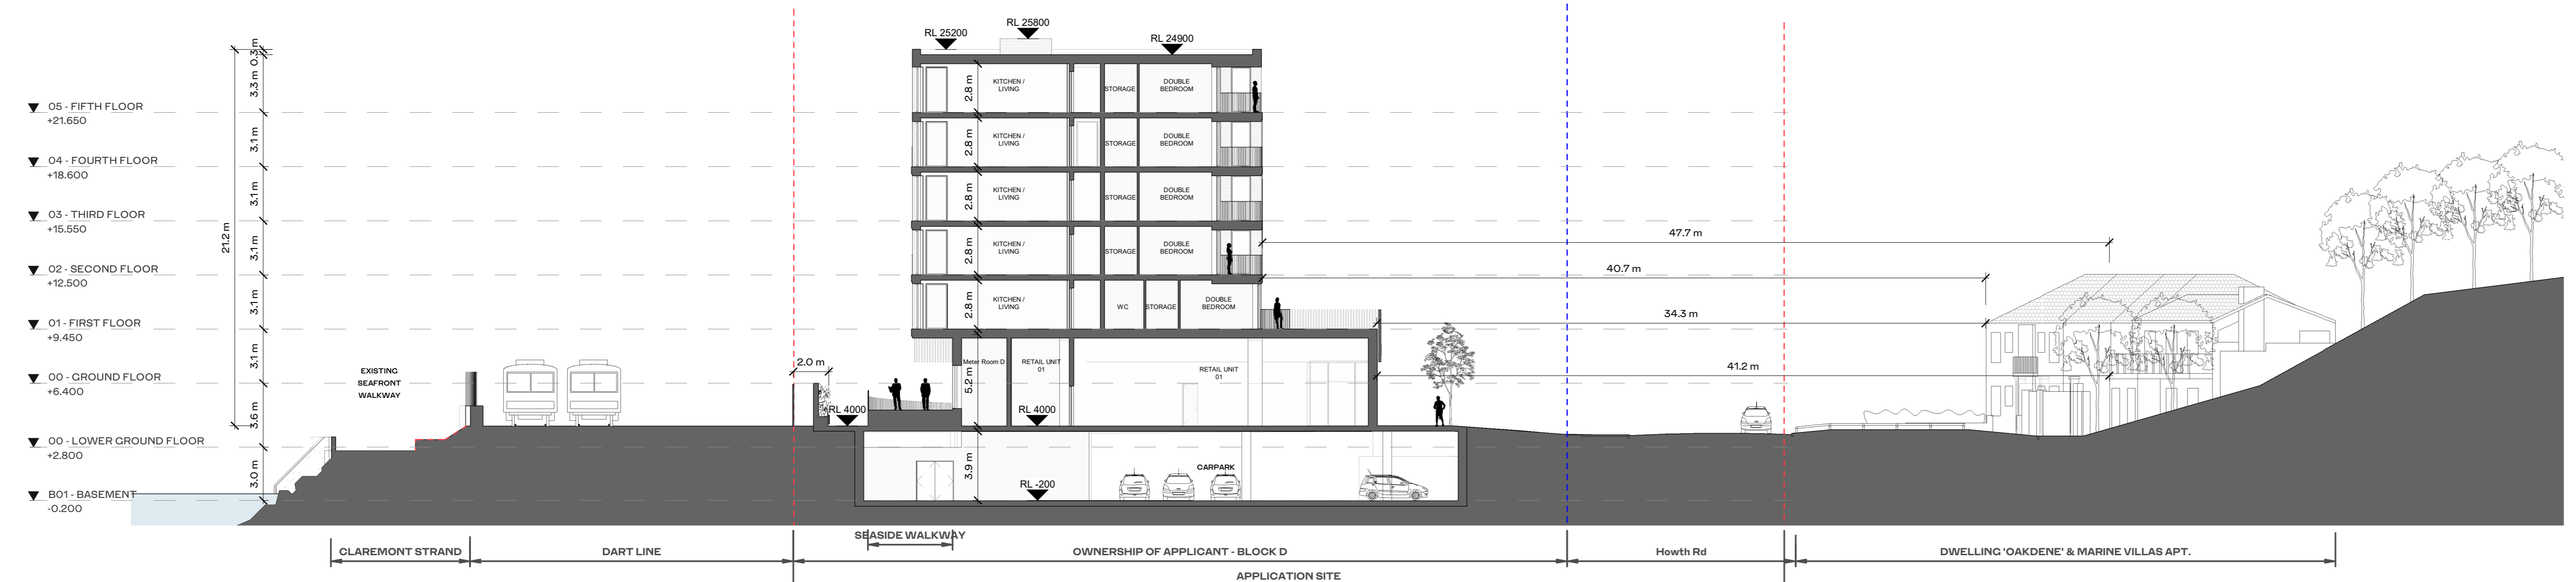 RL 25800
RL 25200
RL 24900
0.3 m
3.3 m
2.8 m
KITCHEN /
LIVING
STORAGE
DOUBLE
BEDROOM
05 - FIFTH FLOOR
+21.650
3.1 m
2.8 m
KITCHEN /
LIVING
STORAGE
DOUBLE
BEDROOM
04 - FOURTH FLOOR
+18.600
3.1 m
2.8 m
KITCHEN /
LIVING
STORAGE
DOUBLE
BEDROOM
03 - THIRD FLOOR
+15.550
21.2 m
3.1 m
2.8 m
KITCHEN /
LIVING
STORAGE
DOUBLE
BEDROOM
47.7 m
02 - SECOND FLOOR
+12.500
40.7 m
3.1 m
2.8 m
KITCHEN /
LIVING
WC
STORAGE
DOUBLE
BEDROOM
34.3 m
01 - FIRST FLOOR
+9.450
3.1 m
2.0 m
Meter Room D
RETAIL UNIT
01
RETAIL UNIT
01
41.2 m
EXISTING
SEAFRONT
WALKWAY
00 - GROUND FLOOR
+6.400
5.2 m
3.6 m
RL 4000
RL 4000
00 - LOWER GROUND FLOOR
+2.800
3.0 m
3.9 m
CARPARK
RL -200
B01 - BASEMENT
-0.200
SEASIDE WALKWAY
CLAREMONT STRAND
DART LINE
OWNERSHIP OF APPLICANT - BLOCK D
Howth Rd
DWELLING 'OAKDENE' & MARINE VILLAS APT.
APPLICATION SITE